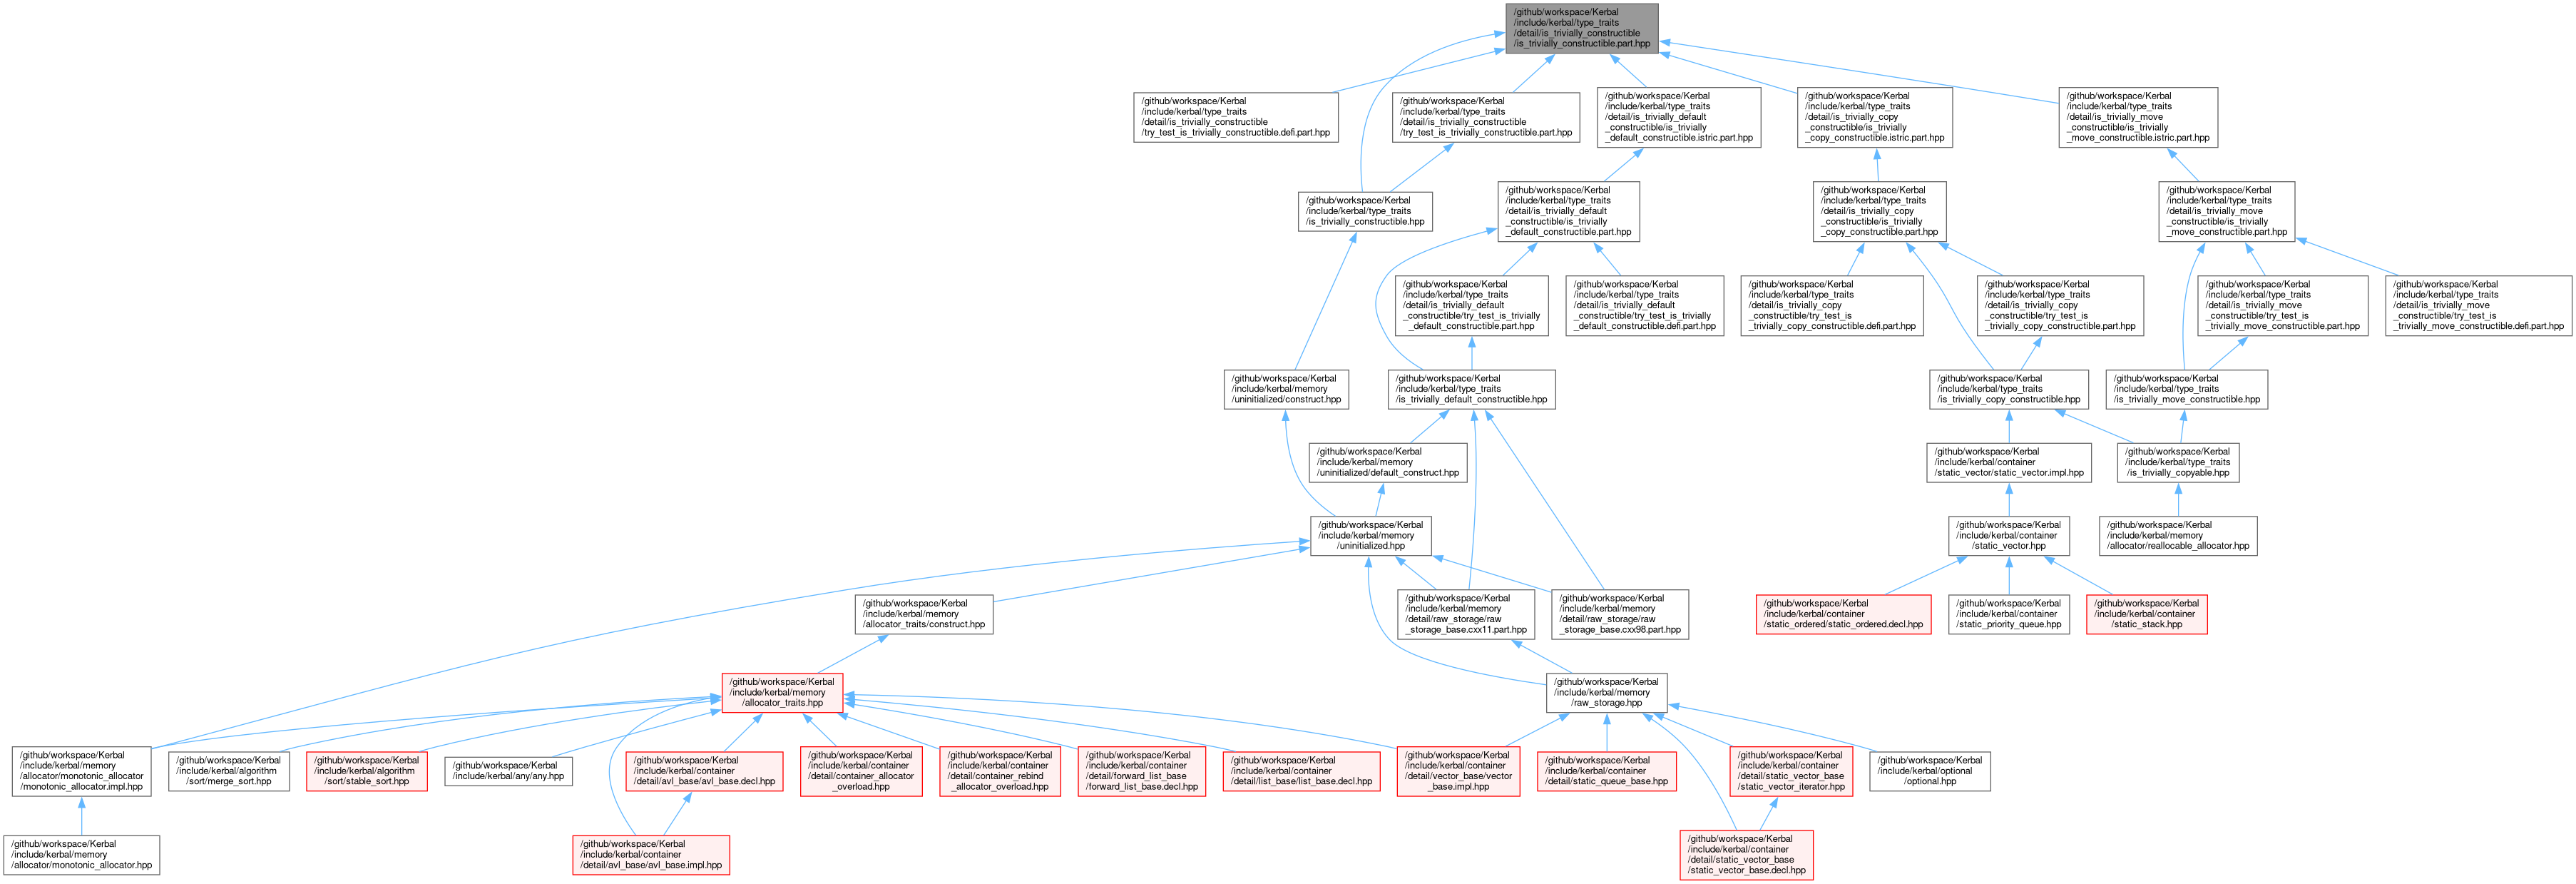 /github/workspace/Kerbal
/include/kerbal/type_traits
/detail/is_trivially_constructible
/is_trivially_constructible.part.hpp
/github/workspace/Kerbal
/include/kerbal/type_traits
/detail/is_trivially_constructible
/try_test_is_trivially_constructible.defi.part.hpp
/github/workspace/Kerbal
/include/kerbal/type_traits
/detail/is_trivially_constructible
/try_test_is_trivially_constructible.part.hpp
/github/workspace/Kerbal
/include/kerbal/type_traits
/detail/is_trivially_default
_constructible/is_trivially
_default_constructible.istric.part.hpp
/github/workspace/Kerbal
/include/kerbal/type_traits
/detail/is_trivially_copy
_constructible/is_trivially
_copy_constructible.istric.part.hpp
/github/workspace/Kerbal
/include/kerbal/type_traits
/detail/is_trivially_move
_constructible/is_trivially
_move_constructible.istric.part.hpp
/github/workspace/Kerbal
/include/kerbal/type_traits
/is_trivially_constructible.hpp
/github/workspace/Kerbal
/include/kerbal/type_traits
/detail/is_trivially_default
_constructible/is_trivially
_default_constructible.part.hpp
/github/workspace/Kerbal
/include/kerbal/type_traits
/detail/is_trivially_copy
_constructible/is_trivially
_copy_constructible.part.hpp
/github/workspace/Kerbal
/include/kerbal/type_traits
/detail/is_trivially_move
_constructible/is_trivially
_move_constructible.part.hpp
/github/workspace/Kerbal
/include/kerbal/type_traits
/detail/is_trivially_default
_constructible/try_test_is_trivially
_default_constructible.part.hpp
/github/workspace/Kerbal
/include/kerbal/type_traits
/detail/is_trivially_default
_constructible/try_test_is_trivially
_default_constructible.defi.part.hpp
/github/workspace/Kerbal
/include/kerbal/type_traits
/detail/is_trivially_copy
_constructible/try_test_is
_trivially_copy_constructible.defi.part.hpp
/github/workspace/Kerbal
/include/kerbal/type_traits
/detail/is_trivially_copy
_constructible/try_test_is
_trivially_copy_constructible.part.hpp
/github/workspace/Kerbal
/include/kerbal/type_traits
/detail/is_trivially_move
_constructible/try_test_is
_trivially_move_constructible.part.hpp
/github/workspace/Kerbal
/include/kerbal/type_traits
/detail/is_trivially_move
_constructible/try_test_is
_trivially_move_constructible.defi.part.hpp
/github/workspace/Kerbal
/include/kerbal/memory
/uninitialized/construct.hpp
/github/workspace/Kerbal
/include/kerbal/type_traits
/is_trivially_default_constructible.hpp
/github/workspace/Kerbal
/include/kerbal/type_traits
/is_trivially_copy_constructible.hpp
/github/workspace/Kerbal
/include/kerbal/type_traits
/is_trivially_move_constructible.hpp
/github/workspace/Kerbal
/include/kerbal/memory
/uninitialized/default_construct.hpp
/github/workspace/Kerbal
/include/kerbal/container
/static_vector/static_vector.impl.hpp
/github/workspace/Kerbal
/include/kerbal/type_traits
/is_trivially_copyable.hpp
/github/workspace/Kerbal
/include/kerbal/memory
/uninitialized.hpp
/github/workspace/Kerbal
/include/kerbal/container
/static_vector.hpp
/github/workspace/Kerbal
/include/kerbal/memory
/allocator/reallocable_allocator.hpp
/github/workspace/Kerbal
/include/kerbal/memory
/allocator_traits/construct.hpp
/github/workspace/Kerbal
/include/kerbal/memory
/detail/raw_storage/raw
_storage_base.cxx11.part.hpp
/github/workspace/Kerbal
/include/kerbal/memory
/detail/raw_storage/raw
_storage_base.cxx98.part.hpp
/github/workspace/Kerbal
/include/kerbal/container
/static_ordered/static_ordered.decl.hpp
/github/workspace/Kerbal
/include/kerbal/container
/static_priority_queue.hpp
/github/workspace/Kerbal
/include/kerbal/container
/static_stack.hpp
/github/workspace/Kerbal
/include/kerbal/memory
/allocator_traits.hpp
/github/workspace/Kerbal
/include/kerbal/memory
/raw_storage.hpp
/github/workspace/Kerbal
/include/kerbal/memory
/allocator/monotonic_allocator
/monotonic_allocator.impl.hpp
/github/workspace/Kerbal
/include/kerbal/algorithm
/sort/merge_sort.hpp
/github/workspace/Kerbal
/include/kerbal/algorithm
/sort/stable_sort.hpp
/github/workspace/Kerbal
/include/kerbal/any/any.hpp
/github/workspace/Kerbal
/include/kerbal/container
/detail/avl_base/avl_base.decl.hpp
/github/workspace/Kerbal
/include/kerbal/container
/detail/container_allocator
_overload.hpp
/github/workspace/Kerbal
/include/kerbal/container
/detail/container_rebind
_allocator_overload.hpp
/github/workspace/Kerbal
/include/kerbal/container
/detail/forward_list_base
/forward_list_base.decl.hpp
/github/workspace/Kerbal
/include/kerbal/container
/detail/list_base/list_base.decl.hpp
/github/workspace/Kerbal
/include/kerbal/container
/detail/vector_base/vector
_base.impl.hpp
/github/workspace/Kerbal
/include/kerbal/container
/detail/static_queue_base.hpp
/github/workspace/Kerbal
/include/kerbal/container
/detail/static_vector_base
/static_vector_iterator.hpp
/github/workspace/Kerbal
/include/kerbal/optional
/optional.hpp
/github/workspace/Kerbal
/include/kerbal/memory
/allocator/monotonic_allocator.hpp
/github/workspace/Kerbal
/include/kerbal/container
/detail/avl_base/avl_base.impl.hpp
/github/workspace/Kerbal
/include/kerbal/container
/detail/static_vector_base
/static_vector_base.decl.hpp